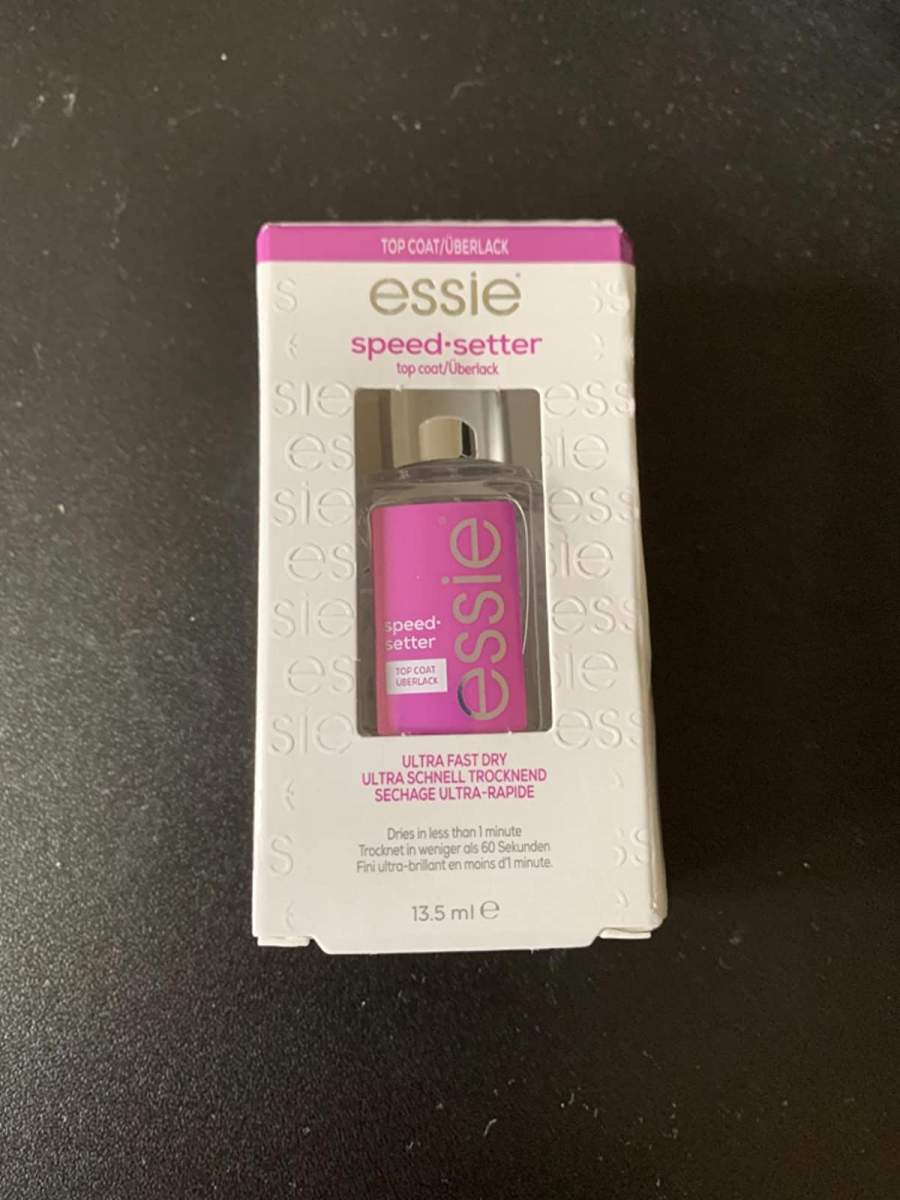 TOP COAT/ÜBERLACK
essie
speed·setter
top coat/Überlack
essie
speed·
setter
TOP COAT
ÜBERLACK
ULTRA FAST DRY
ULTRA SCHNELL TROCKNEND
SECHAGE ULTRA-RAPIDE
Dries in less than 1 minute
Trocknet in weniger als 60 Sekunden
Fini ultra-brillant en moins d'1 minute.
13.5 ml ℮